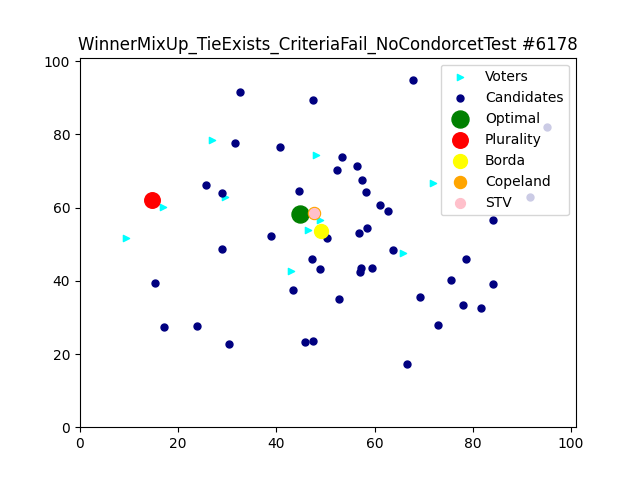 WinnerMixUp_TieExists_CriteriaFail_NoCondorcetTest #6178
Voters
Candidates
Optimal
Plurality
Borda
Copeland
STV
100
80
60
40
20
0
0 20 40 60 80 100